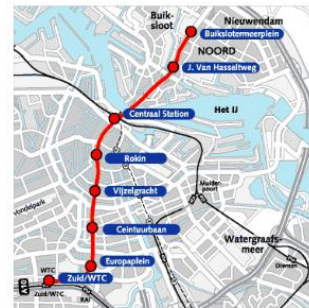 Buik-
sloot
Nieuwendam
Buikslotermeerplein
NOORD
J. Van Hasseltweg
Centraal Station
Het IJ
Rokin
Vijzelgracht
Vondelpark
Muider-
poort
Ceintuurbaan
Watergraafs-
meer
Europaplein
Diemen
WTC
Zuid/WTC
Zuid/WTC
RAI